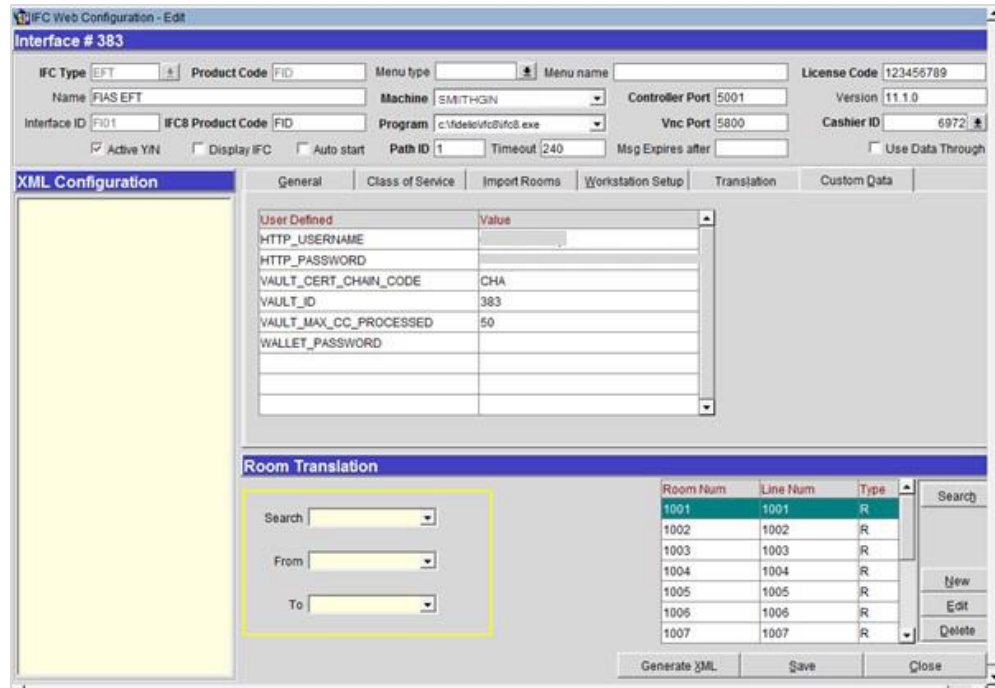 IFC Web Configuration - Edit
Interface # 383
IFC Type EFT Product Code FID Menu type Menu name License Code 123456789
Name FIAS EFT Machine SMITHGIN Controller Port 5001 Version 11.1.0
Interface ID FI01 IFC8 Product Code FID Program c:\fidelio\ifc8\ifc8.exe Vnc Port 5800 Cashier ID 6972
Active Y/N Display IFC Auto start Path ID 1 Timeout 240 Msg Expires after Use Data Through
XML Configuration
General Class of Service Import Rooms Workstation Setup Translation Custom Data
User Defined Value
HTTP_USERNAME
HTTP_PASSWORD
VAULT_CERT_CHAIN_CODE CHA
VAULT_ID 383
VAULT_MAX_CC_PROCESSED 50
WALLET_PASSWORD
Room Translation
Search
From
To
Room Num Line Num Type
1001 1001 R
1002 1002 R
1003 1003 R
1004 1004 R
1005 1005 R
1006 1006 R
1007 1007 R
Search
New
Edit
Delete
Generate XML Save Close